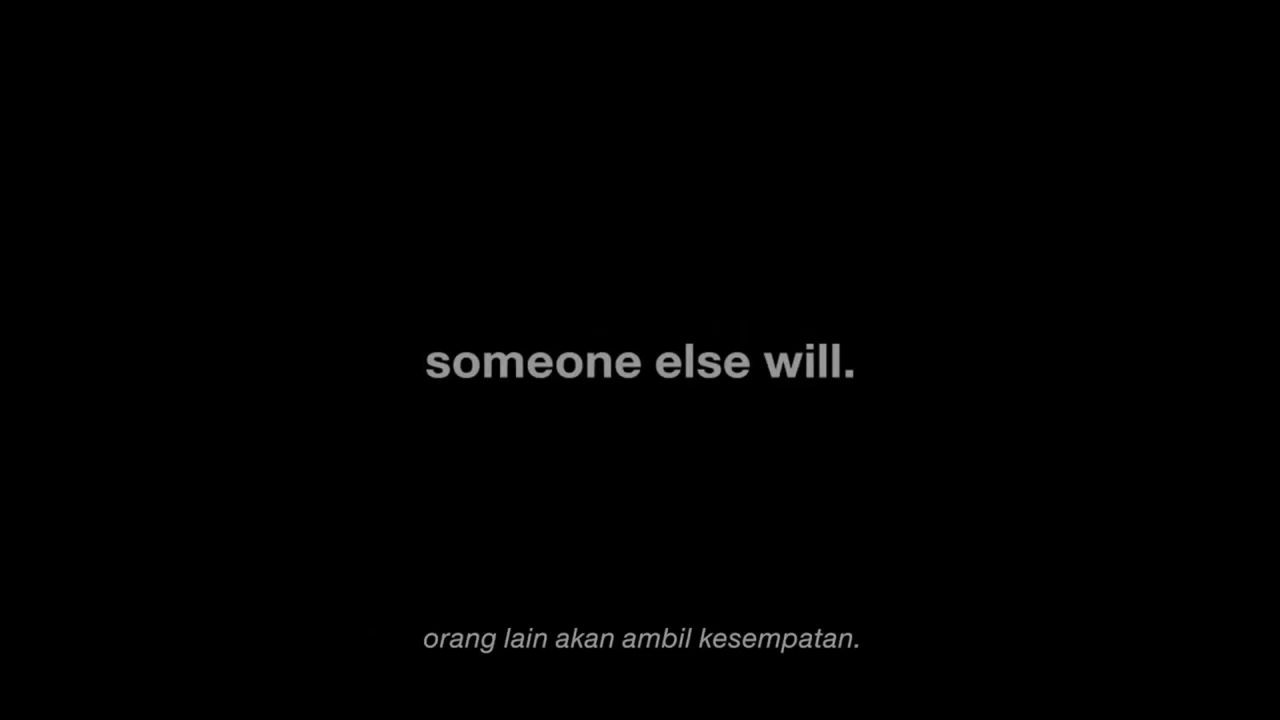 someone else will.
orang lain akan ambil kesempatan.